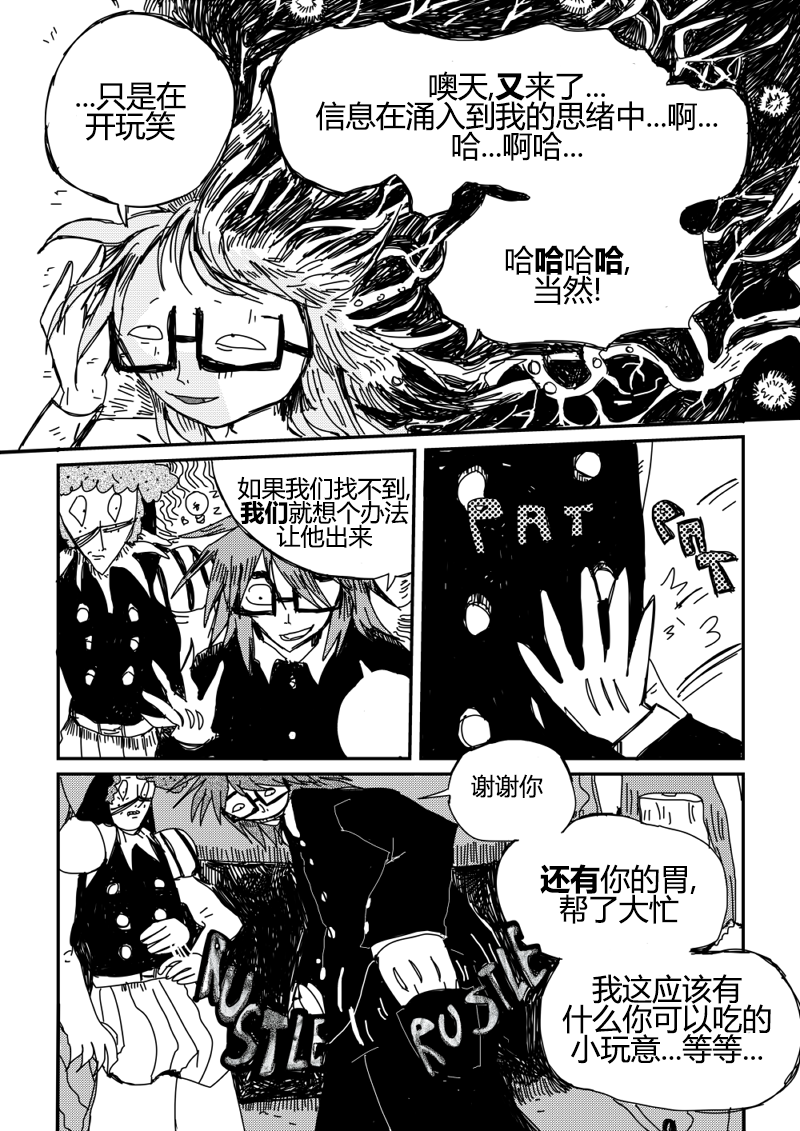 …只是在
开玩笑
噢天,又来了…
信息在涌入到我的思绪中…啊…
哈…啊哈…
哈哈哈哈,
当然!
如果我们找不到,
我们就想个办法
让他出来
PAT
PAT
谢谢你
还有你的胃,
帮了大忙
我这应该有
什么你可以吃的
小玩意…等等…
RUSTLE
RUSTLE